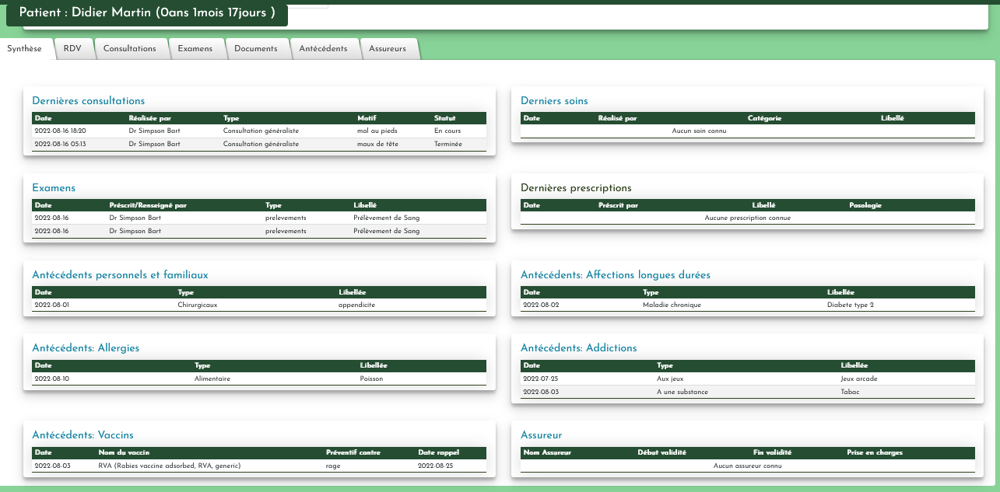 Patient : Didier Martin (0ans 1mois 17jours )
Synthèse RDV Consultations Examens Documents Antécédents Assureurs
Dernières consultations
Date Réalisée par Type Motif Statut
2022-08-16 18:20 Dr Simpson Bart Consultation généraliste mal au pieds En cours
2022-08-16 05:13 Dr Simpson Bart Consultation généraliste maux de tête Terminée
Derniers soins
Date Réalisé par Catégorie Libellé
Aucun soin connu
Examens
Date Préscrit/Renseigné par Type Libellé
2022-08-16 Dr Simpson Bart prelevements Prélèvement de Sang
2022-08-16 Dr Simpson Bart prelevements Prélèvement de Sang
Dernières prescriptions
Date Préscrit par Libellé Posologie
Aucune prescription connue
Antécédents personnels et familiaux
Date Type Libellée
2022-08-01 Chirurgicaux appendicite
Antécédents: Affections longues durées
Date Type Libellée
2022-08-02 Maladie chronique Diabete type 2
Antécédents: Allergies
Date Type Libellée
2022-08-10 Alimentaire Poisson
Antécédents: Addictions
Date Type Libellée
2022-07-25 Aux jeux Jeux arcade
2022-08-03 A une substance Tabac
Antécédents: Vaccins
Date Nom du vaccin Préventif contre Date rappel
2022-08-03 RVA (Rabies vaccine adsorbed, RVA, generic) rage 2022-08-25
Assureur
Nom Assureur Début validité Fin validité Prise en charges
Aucun assureur connu